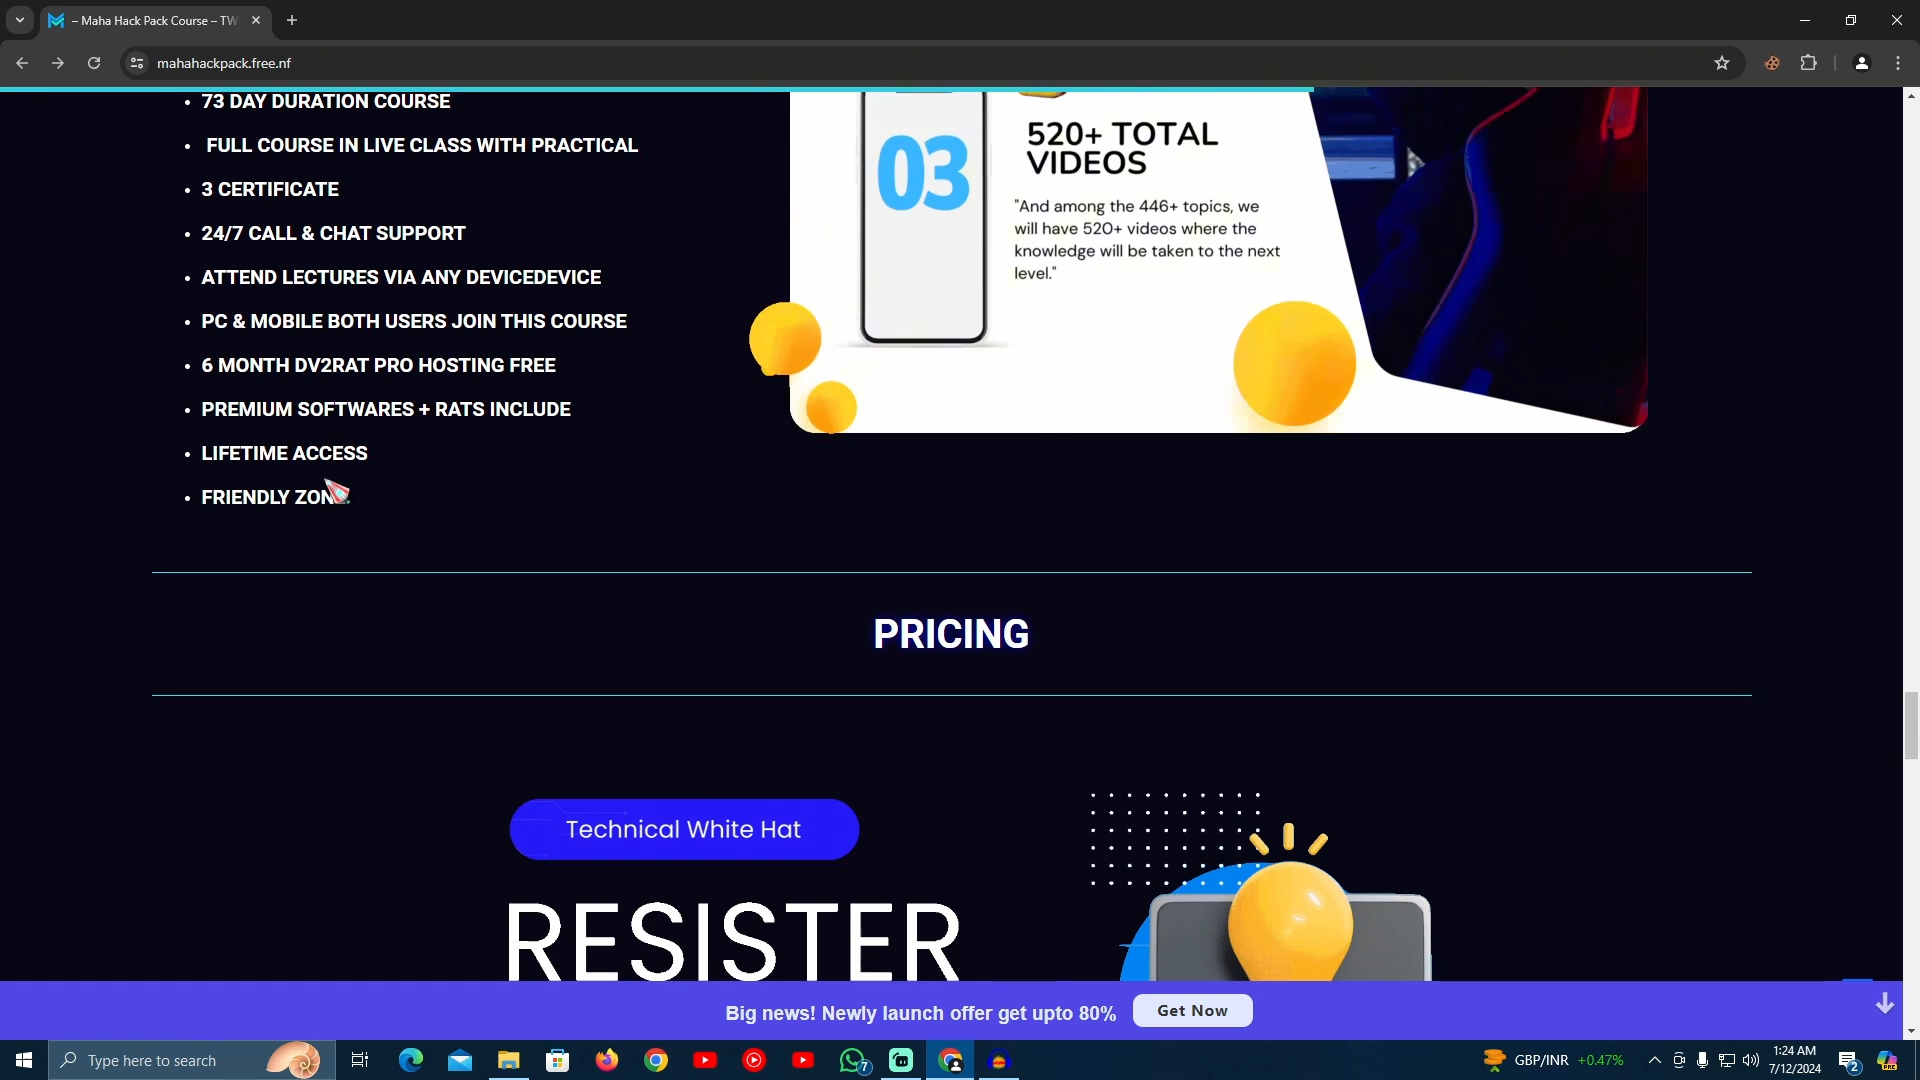 – Maha Hack Pack Course – TW
mahahackpack.free.nf
• 73 DAY DURATION COURSE
• FULL COURSE IN LIVE CLASS WITH PRACTICAL
• 3 CERTIFICATE
• 24/7 CALL & CHAT SUPPORT
• ATTEND LECTURES VIA ANY DEVICEDEVICE
• PC & MOBILE BOTH USERS JOIN THIS COURSE
• 6 MONTH DV2RAT PRO HOSTING FREE
• PREMIUM SOFTWARES + RATS INCLUDE
• LIFETIME ACCESS
• FRIENDLY ZON
03
520+ TOTAL
VIDEOS
"And among the 446+ topics, we
will have 520+ videos where the
knowledge will be taken to the next
level."
PRICING
Technical White Hat
RESISTER
Big news! Newly launch offer get upto 80%
Get Now
Type here to search
7
GBP/INR +0.47%
1:24 AM
7/12/2024
2